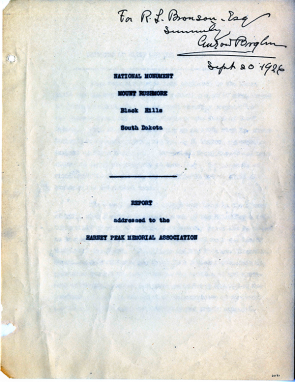 For R. L. Bronson - Esq
Sincerely
Gutzon Borglum
Sept 20 1926
NATIONAL MONUMENT
MOUNT RUSHMORE
Black Hills
South Dakota
REPORT
addressed to the
HARNEY PEAK MEMORIAL ASSOCIATION